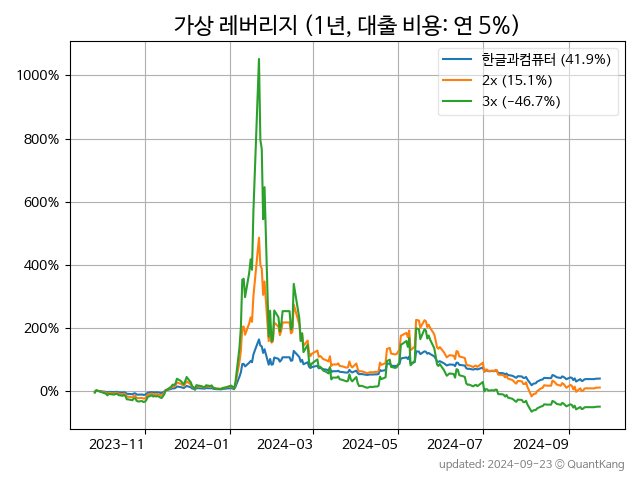 가상 레버리지 (1년, 대출 비용: 연 5%)
한글과컴퓨터 (41.9%)
2x (15.1%)
3x (−46.7%)
1000%
800%
600%
400%
200%
0%
2023-11
2024-01
2024-03
2024-05
2024-07
2024-09
updated: 2024-09-23 © QuantKang